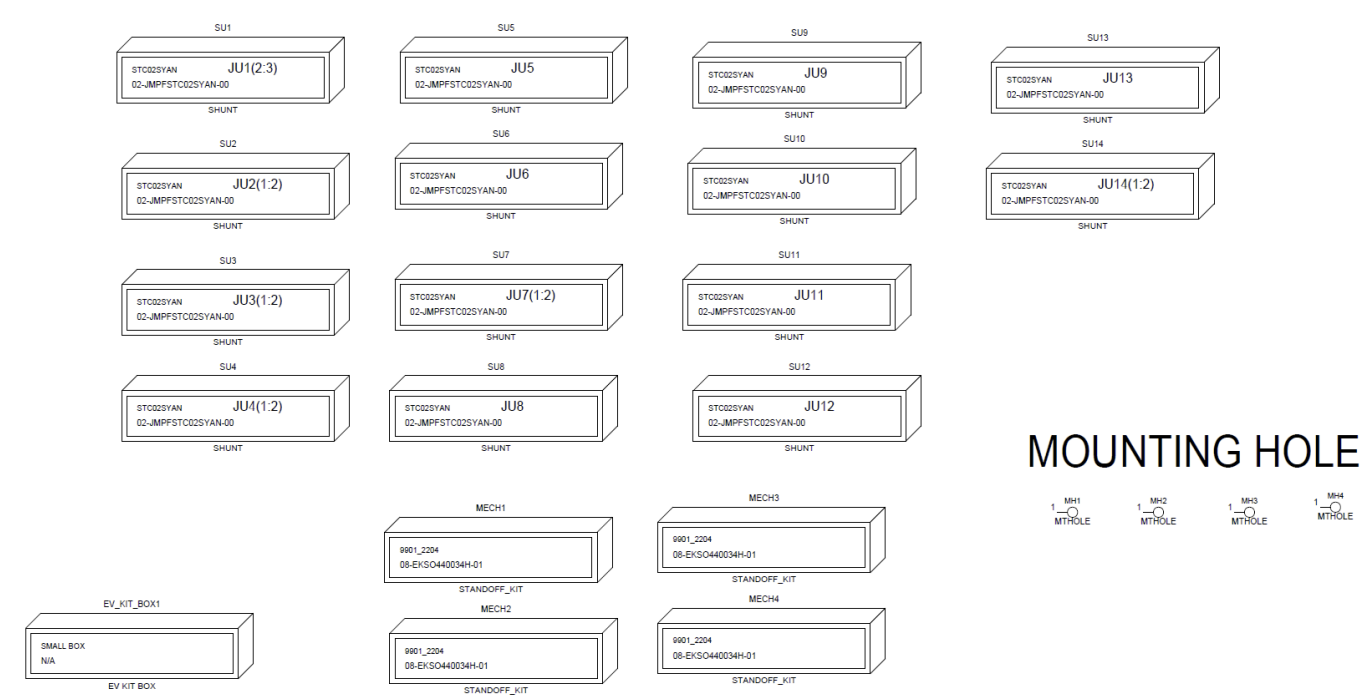 SU1
STC02SYAN JU1(2:3)
02-JMPFSTC02SYAN-00
SHUNT
SU2
STC02SYAN JU2(1:2)
02-JMPFSTC02SYAN-00
SHUNT
SU3
STC02SYAN JU3(1:2)
02-JMPFSTC02SYAN-00
SHUNT
SU4
STC02SYAN JU4(1:2)
02-JMPFSTC02SYAN-00
SHUNT
SU5
STC02SYAN JU5
02-JMPFSTC02SYAN-00
SHUNT
SU6
STC02SYAN JU6
02-JMPFSTC02SYAN-00
SHUNT
SU7
STC02SYAN JU7(1:2)
02-JMPFSTC02SYAN-00
SHUNT
SU8
STC02SYAN JU8
02-JMPFSTC02SYAN-00
SHUNT
SU9
STC02SYAN JU9
02-JMPFSTC02SYAN-00
SHUNT
SU10
STC02SYAN JU10
02-JMPFSTC02SYAN-00
SHUNT
SU11
STC02SYAN JU11
02-JMPFSTC02SYAN-00
SHUNT
SU12
STC02SYAN JU12
02-JMPFSTC02SYAN-00
SHUNT
SU13
STC02SYAN JU13
02-JMPFSTC02SYAN-00
SHUNT
SU14
STC02SYAN JU14(1:2)
02-JMPFSTC02SYAN-00
SHUNT
MOUNTING HOLE
1 MH1
MTHOLE
1 MH2
MTHOLE
1 MH3
MTHOLE
1 MH4
MTHOLE
MECH1
9901_2204
08-EKSO440034H-01
STANDOFF_KIT
MECH2
9901_2204
08-EKSO440034H-01
STANDOFF_KIT
MECH3
9901_2204
08-EKSO440034H-01
STANDOFF_KIT
MECH4
9901_2204
08-EKSO440034H-01
STANDOFF_KIT
EV_KIT_BOX1
SMALL BOX
N/A
EV KIT BOX